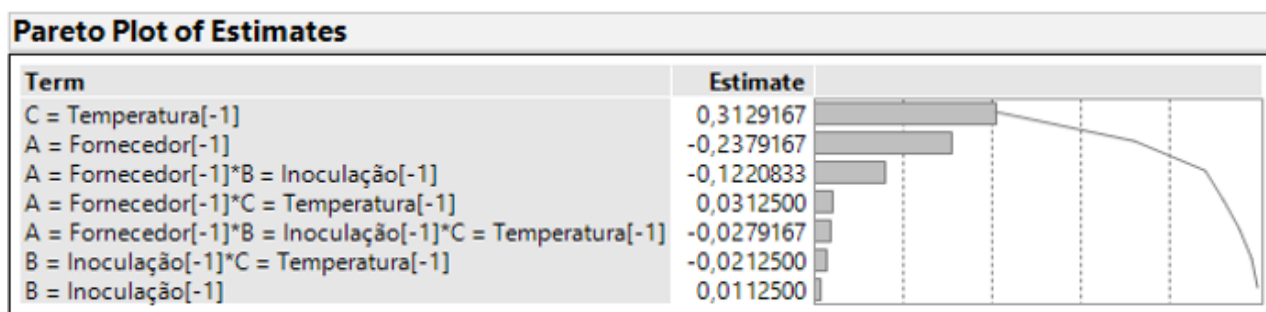 Pareto Plot of Estimates
Term Estimate
C = Temperatura[-1] 0,3129167
A = Fornecedor[-1] -0,2379167
A = Fornecedor[-1]*B = Inoculação[-1] -0,1220833
A = Fornecedor[-1]*C = Temperatura[-1] 0,0312500
A = Fornecedor[-1]*B = Inoculação[-1]*C = Temperatura[-1] -0,0279167
B = Inoculação[-1]*C = Temperatura[-1] -0,0212500
B = Inoculação[-1] 0,0112500